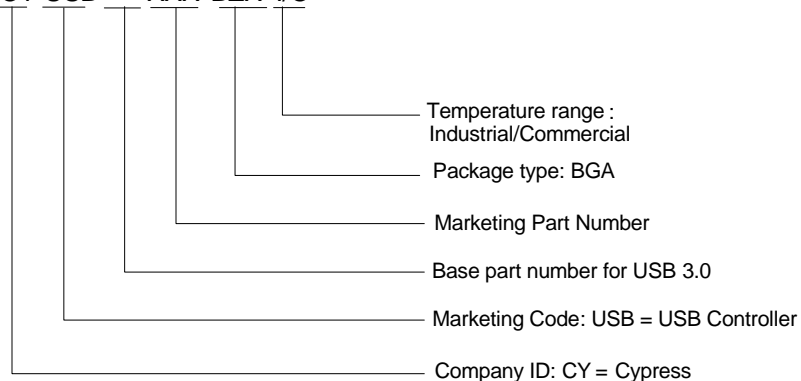 Temperature range :
Industrial/Commercial
Package type: BGA
Marketing Part Number
Base part number for USB 3.0
Marketing Code: USB = USB Controller
Company ID: CY = Cypress